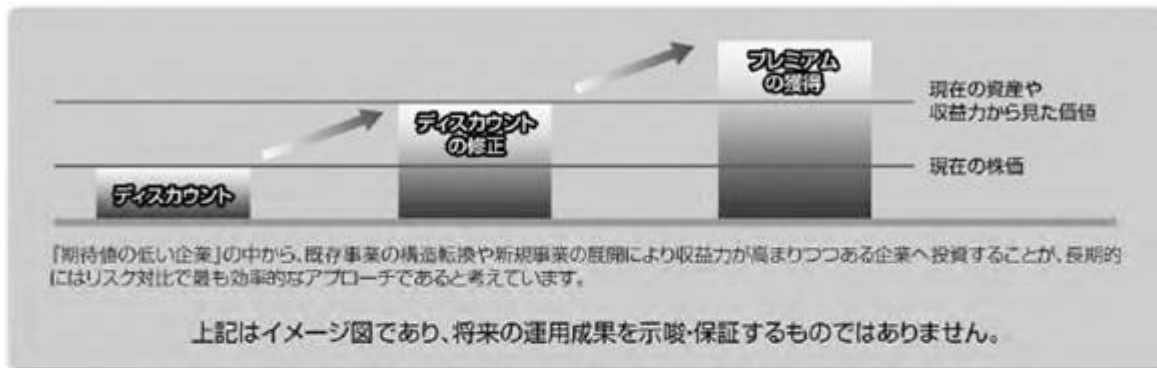 プレミアム
の獲得
現在の資産や
収益力から見た価値
ディスカウント
の修正
現在の株価
ディスカウント
『期待値の低い企業』の中から、既存事業の構造転換や新規事業の展開により収益力が高まりつつある企業へ投資することが、長期的
にはリスク対比で最も効率的なアプローチであると考えています。
上記はイメージ図であり、将来の運用成果を示唆・保証するものではありません。